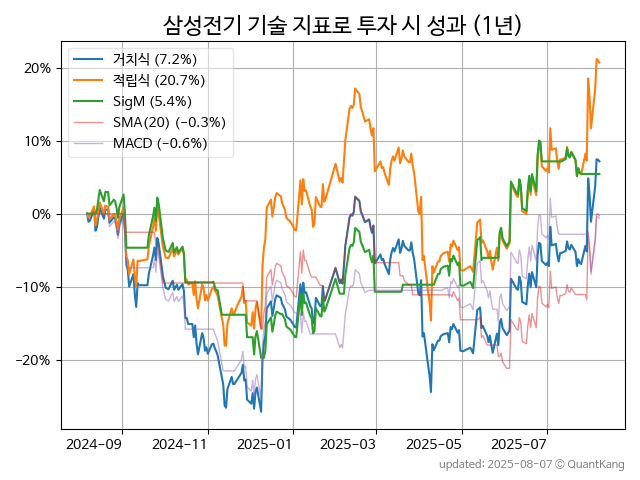 삼성전기 기술 지표로 투자 시 성과 (1년)
거치식 (7.2%)
적립식 (20.7%)
SigM (5.4%)
SMA(20) (−0.3%)
MACD (−0.6%)
20%
10%
0%
−10%
−20%
2024-09 2024-11 2025-01 2025-03 2025-05 2025-07
updated: 2025-08-07 © QuantKang